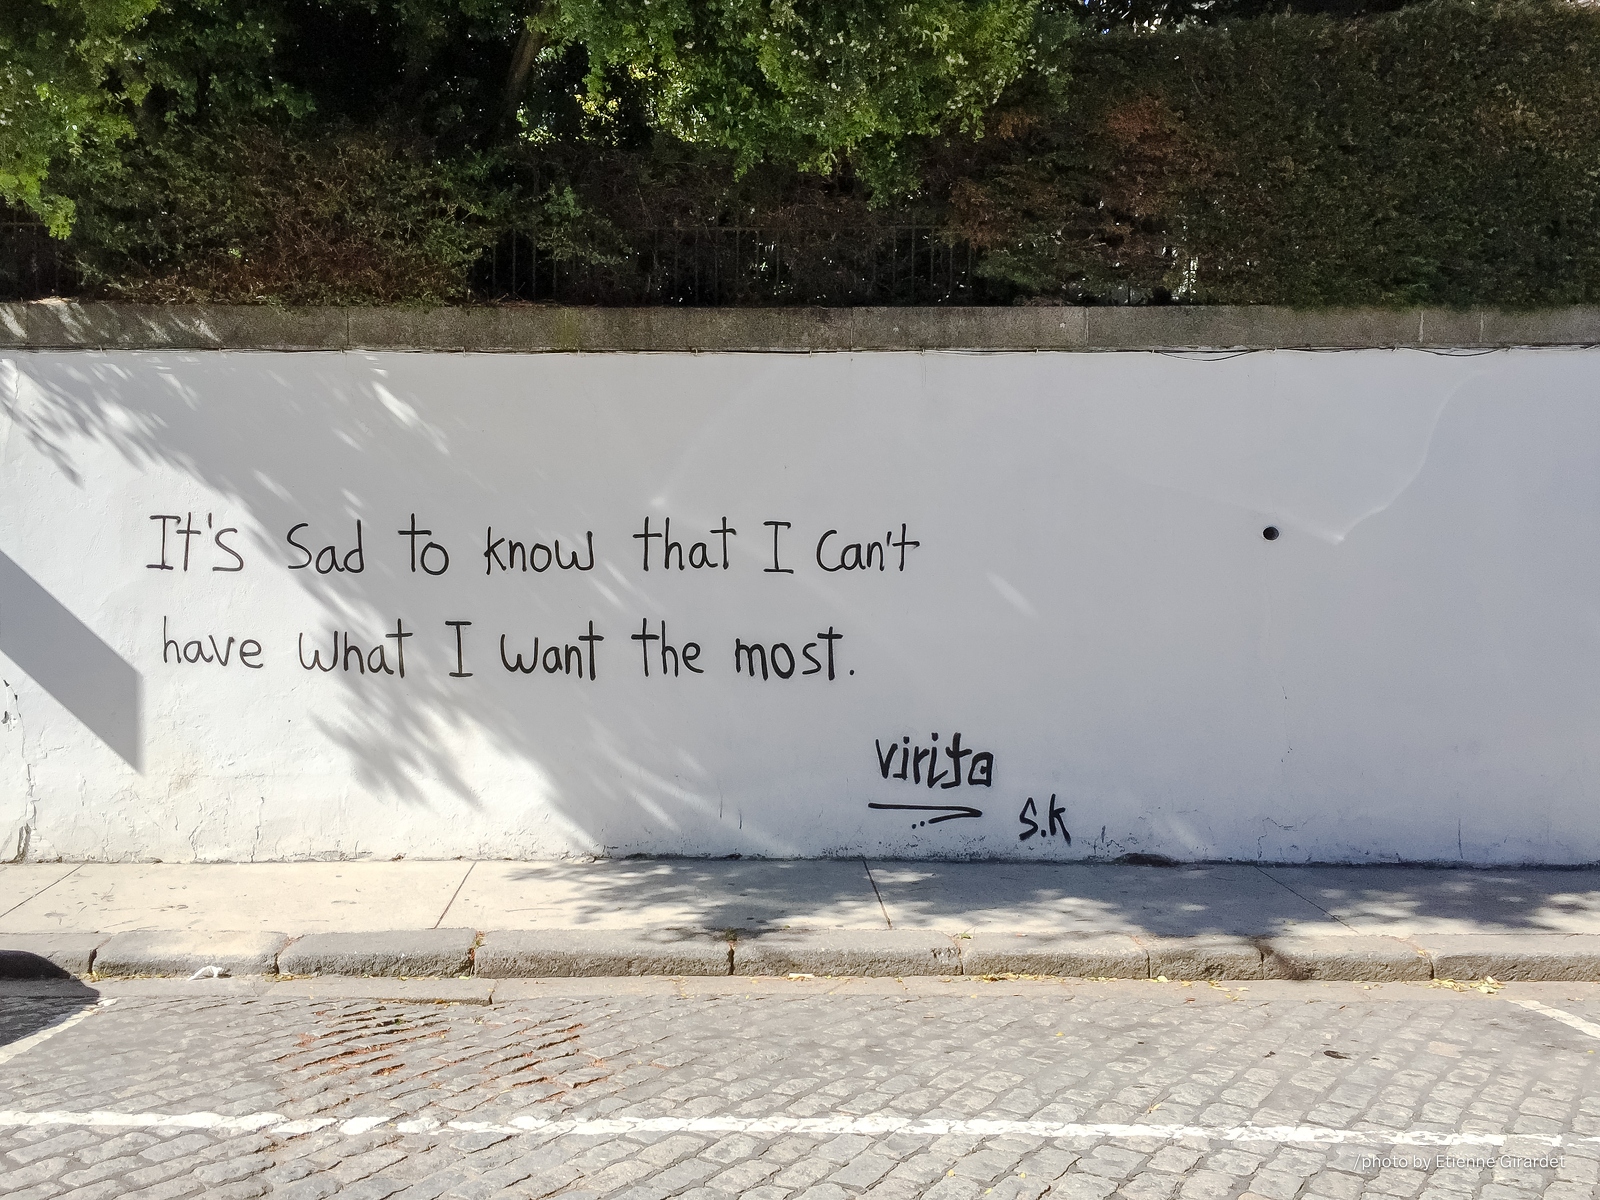 It's Sad to know that I Can't
have what I want the most.
virita
S.K
/photo by Etienne Girardet